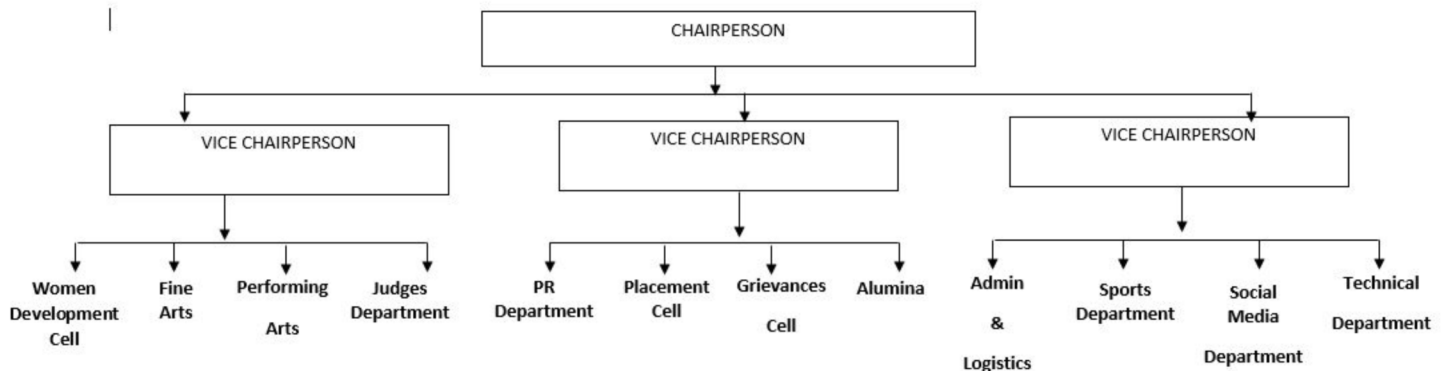 CHAIRPERSON
VICE CHAIRPERSON
VICE CHAIRPERSON
VICE CHAIRPERSON
Women
Development
Cell
Fine
Arts
Performing
Arts
Judges
Department
PR
Department
Placement
Cell
Grievances
Cell
Alumina
Admin
&
Logistics
Sports
Department
Social
Media
Department
Technical
Department